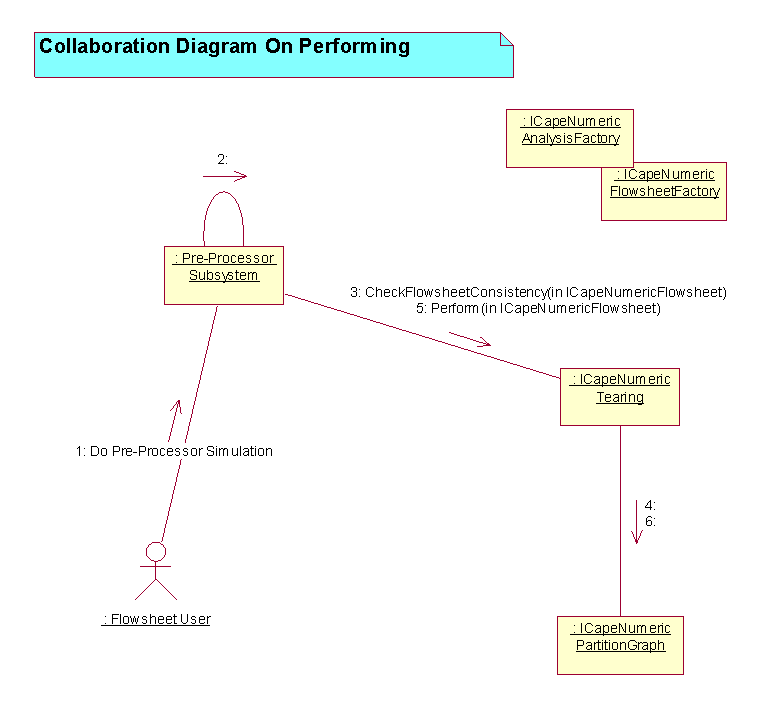 Collaboration Diagram On Performing
: ICapeNumeric
AnalysisFactory
: ICapeNumeric
FlowsheetFactory
2:
: Pre-Processor
Subsystem
3: CheckFlowsheetConsistency(in ICapeNumericFlowsheet)
5: Perform(in ICapeNumericFlowsheet)
: ICapeNumeric
Tearing
1: Do Pre-Processor Simulation
4:
6:
: Flowsheet User
: ICapeNumeric
PartitionGraph